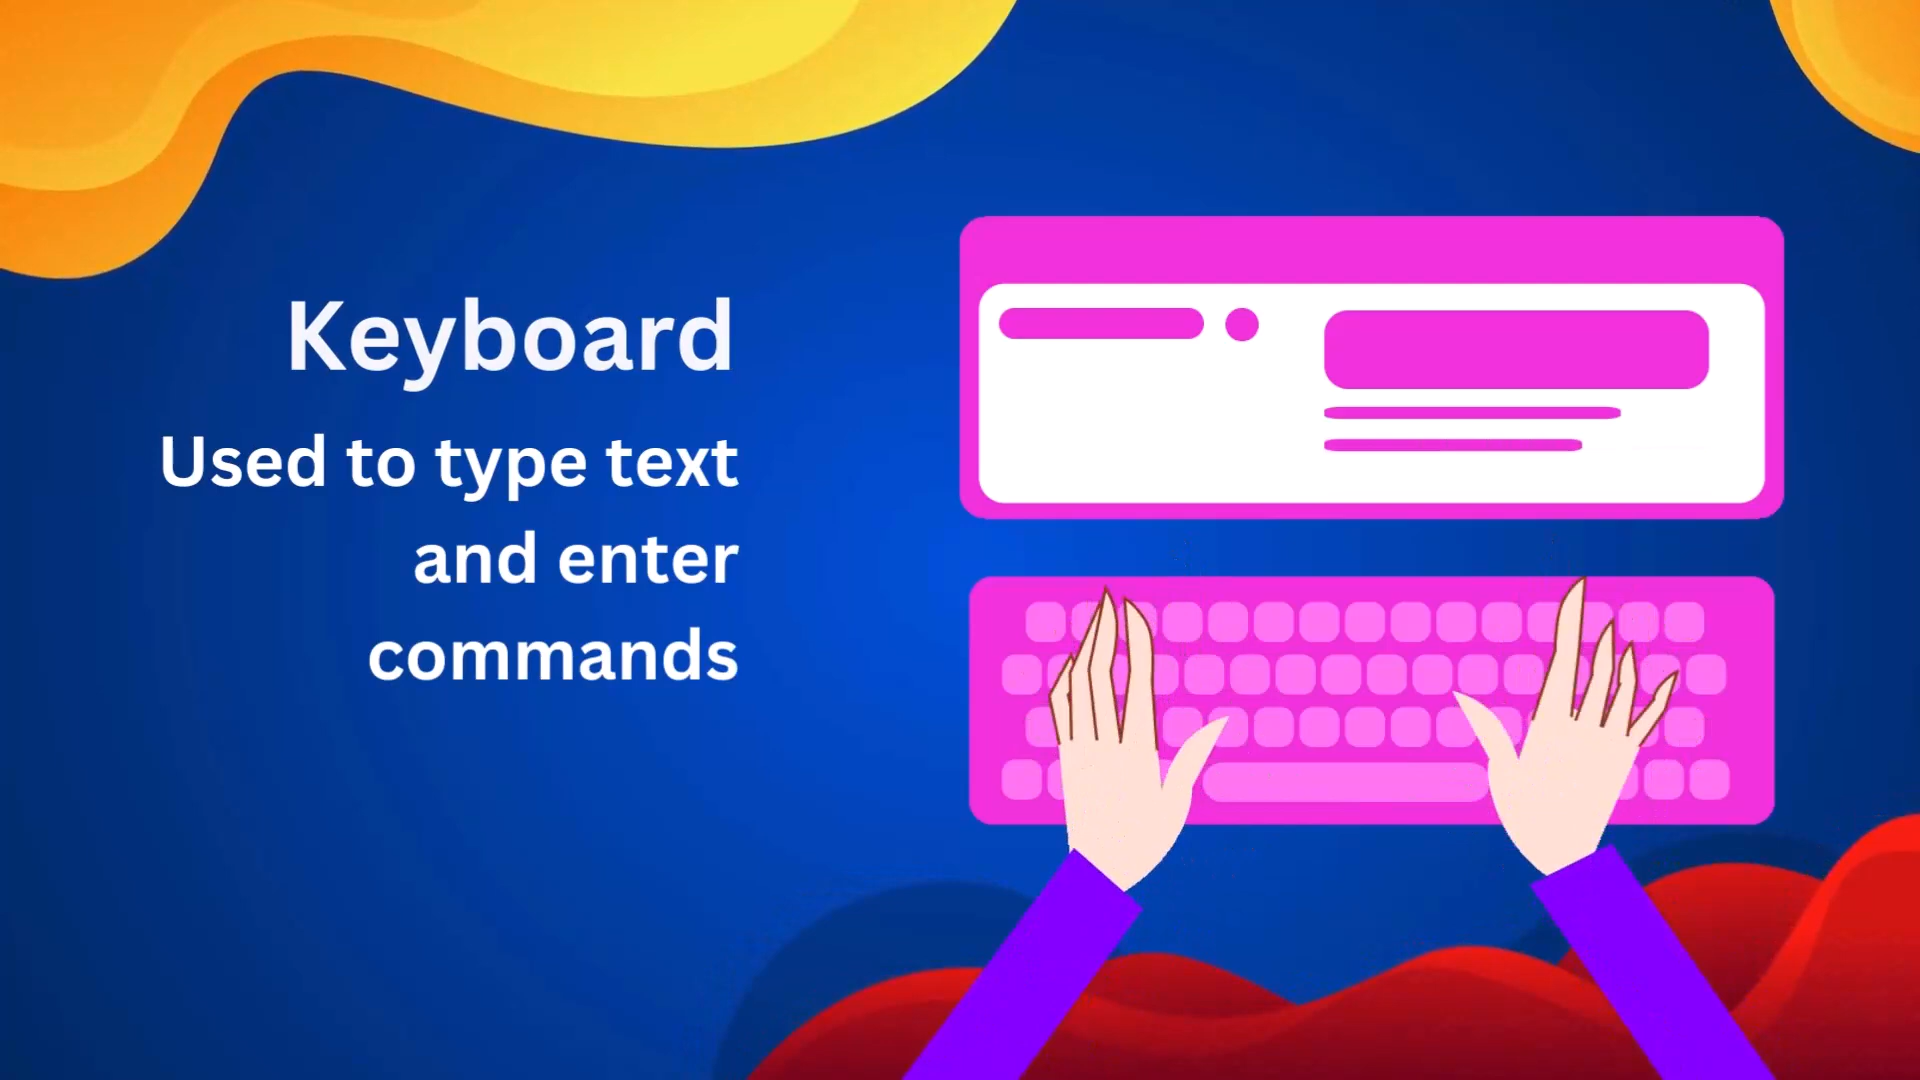 Keyboard
Used to type text
and enter
commands